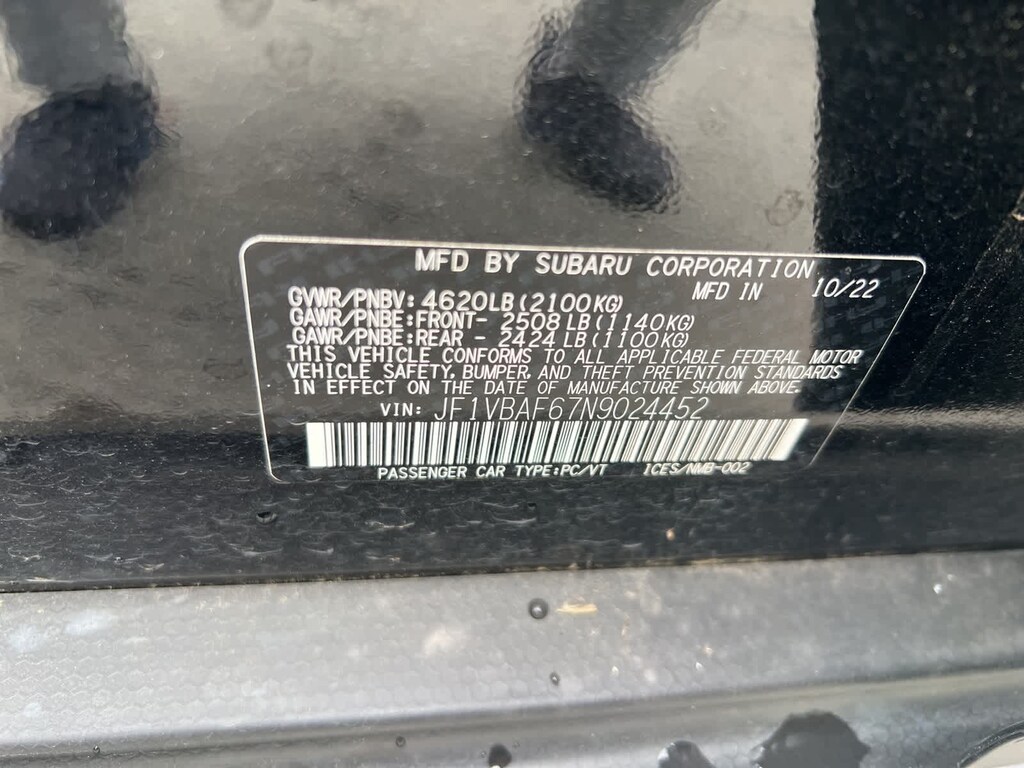 MFD BY SUBARU CORPORATION
MFD IN 10/22
GVWR/PNBV: 4620LB (2100KG)
GAWR/PNBE: FRONT- 2508 LB (1140KG)
GAWR/PNBE: REAR - 2424 LB (1100KG)
THIS VEHICLE CONFORMS TO ALL APPLICABLE FEDERAL MOTOR
VEHICLE SAFETY, BUMPER, AND THEFT PREVENTION STANDARDS
IN EFFECT ON THE DATE OF MANUFACTURE SHOWN ABOVE.
VIN: JF1VBAF67N9024452
PASSENGER CAR TYPE:PC/VT ICES/NMB-002